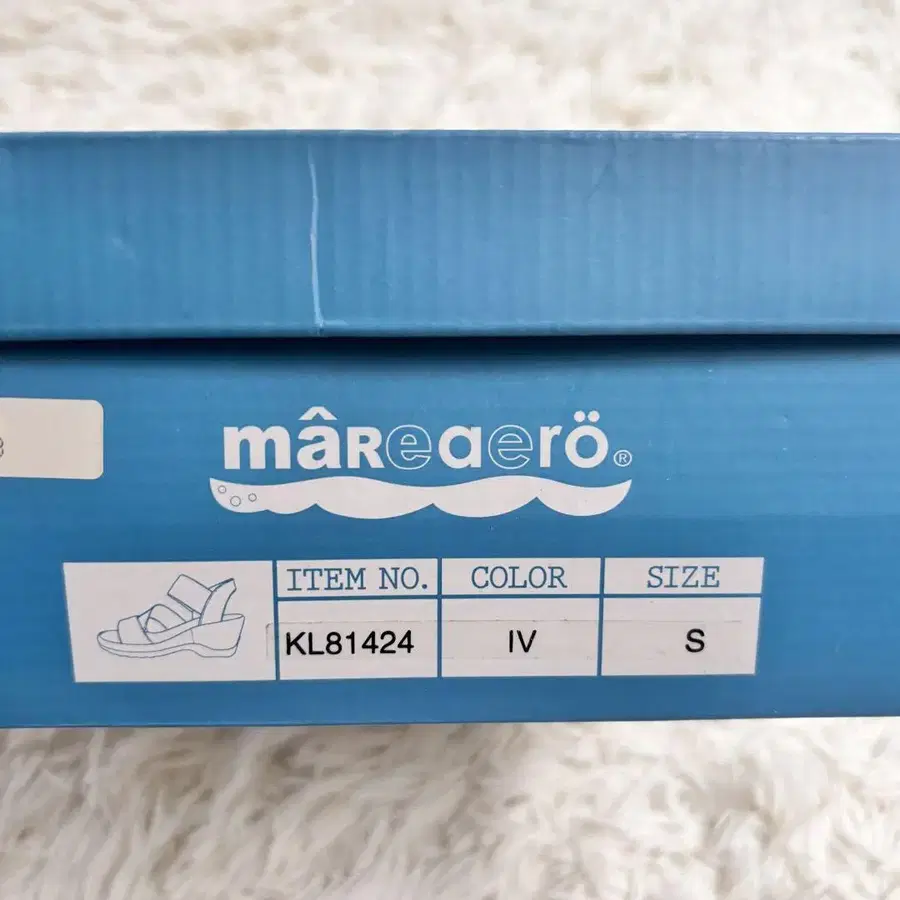 mâReaerö®
ITEM NO. COLOR SIZE
KL81424 IV S